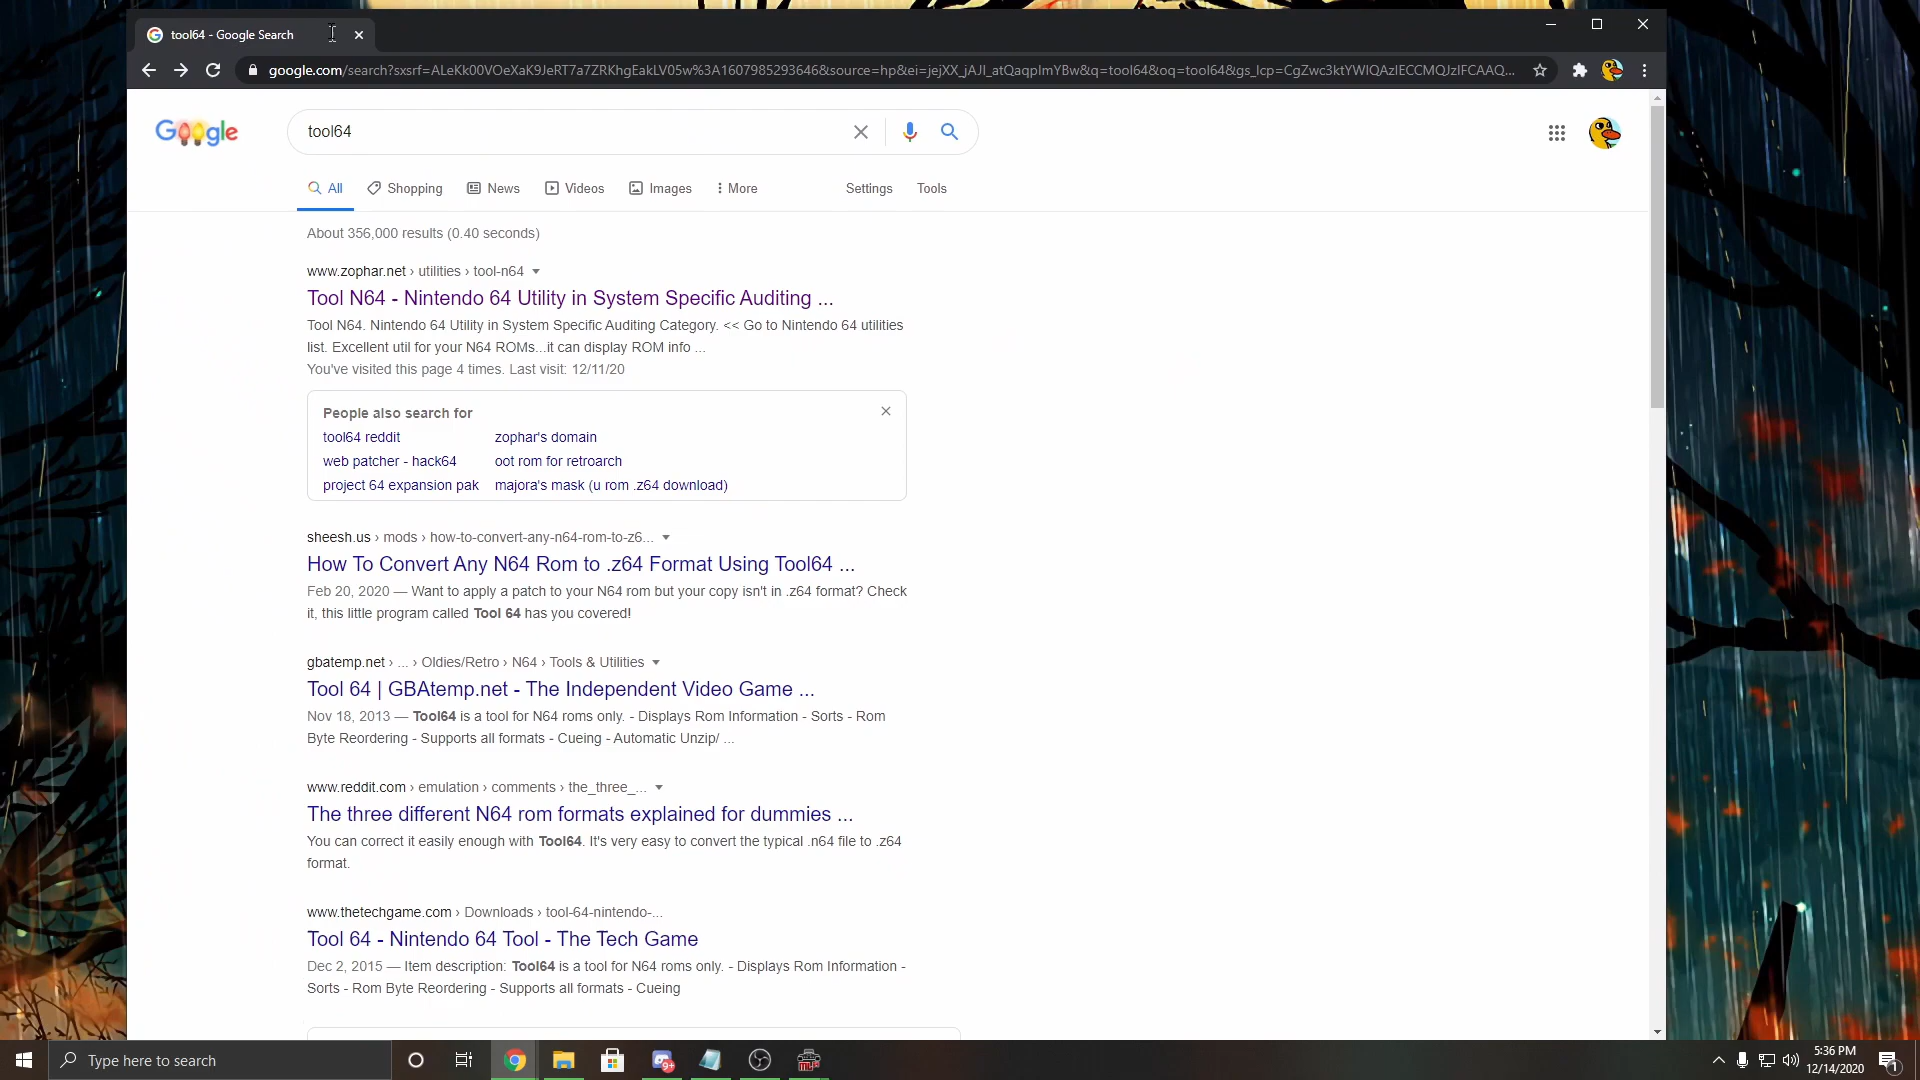 tool64 - Google Search
google.com/search?sxsrf=ALeKk00VOeXaK9JeRT7a7ZRKhgEakLV05w%3A1607985293646&source=hp&ei=jejXX_jAJI_atQaqpImYBw&q=tool64&oq=tool64&gs_lcp=CgZwc3ktYWIQAzIECCMQJzIFCAAQ...
Google
tool64
All
Shopping
News
Videos
Images
More
Settings
Tools
About 356,000 results (0.40 seconds)
www.zophar.net › utilities › tool-n64
Tool N64 - Nintendo 64 Utility in System Specific Auditing ...
Tool N64. Nintendo 64 Utility in System Specific Auditing Category. << Go to Nintendo 64 utilities
list. Excellent util for your N64 ROMs...it can display ROM info ...
You've visited this page 4 times. Last visit: 12/11/20
People also search for
tool64 reddit
zophar's domain
web patcher - hack64
oot rom for retroarch
project 64 expansion pak
majora's mask (u rom .z64 download)
sheesh.us › mods › how-to-convert-any-n64-rom-to-z6...
How To Convert Any N64 Rom to .z64 Format Using Tool64 ...
Feb 20, 2020 — Want to apply a patch to your N64 rom but your copy isn't in .z64 format? Check
it, this little program called Tool 64 has you covered!
gbatemp.net › ... › Oldies/Retro › N64 › Tools & Utilities
Tool 64 | GBAtemp.net - The Independent Video Game ...
Nov 18, 2013 — Tool64 is a tool for N64 roms only. - Displays Rom Information - Sorts - Rom
Byte Reordering - Supports all formats - Cueing - Automatic Unzip/ ...
www.reddit.com › emulation › comments › the_three_...
The three different N64 rom formats explained for dummies ...
You can correct it easily enough with Tool64. It's very easy to convert the typical .n64 file to .z64
format.
www.thetechgame.com › Downloads › tool-64-nintendo-...
Tool 64 - Nintendo 64 Tool - The Tech Game
Dec 2, 2015 — Item description: Tool64 is a tool for N64 roms only. - Displays Rom Information -
Sorts - Rom Byte Reordering - Supports all formats - Cueing
Type here to search
9+
5:36 PM
12/14/2020
1